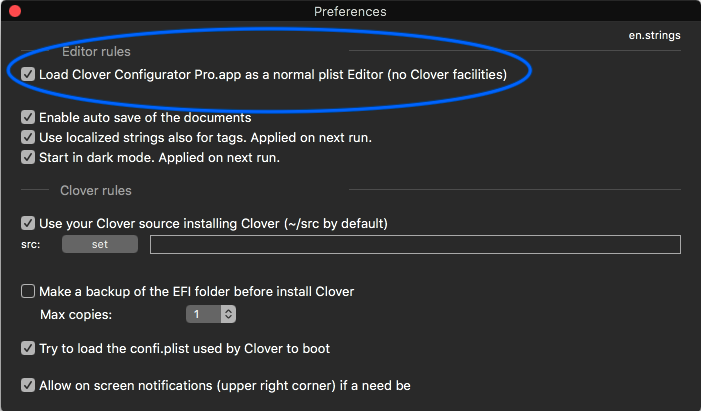 Preferences
en.strings
Editor rules
Load Clover Configurator Pro.app as a normal plist Editor (no Clover facilities)
Enable auto save of the documents
Use localized strings also for tags. Applied on next run.
Start in dark mode. Applied on next run.
Clover rules
Use your Clover source installing Clover (~/src by default)
src: set
Make a backup of the EFI folder before install Clover
Max copies: 1
Try to load the confi.plist used by Clover to boot
Allow on screen notifications (upper right corner) if a need be